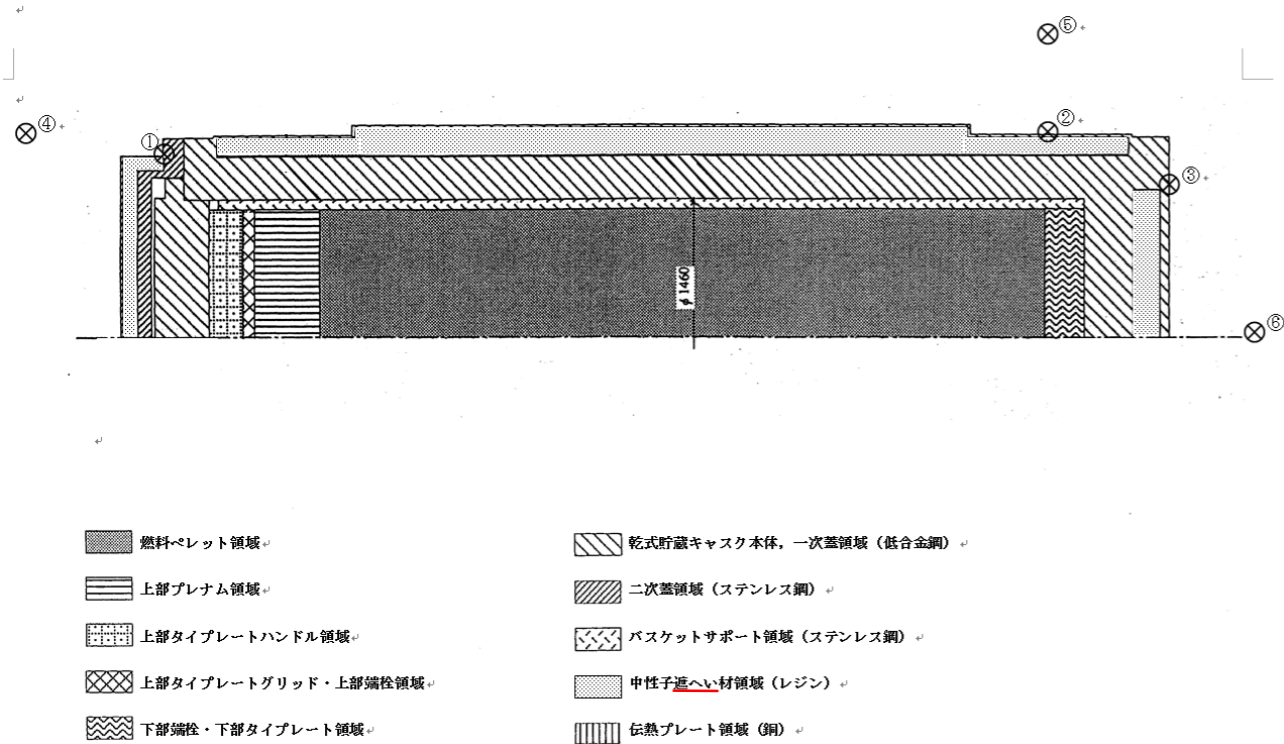 ⑤
④
①
②
③
φ1460
⑥
燃料ペレット領域
乾式貯蔵キャスク本体，一次蓋領域（低合金鋼）
上部プレナム領域
二次蓋領域（ステンレス鋼）
上部タイプレートハンドル領域
バスケットサポート領域（ステンレス鋼）
上部タイプレートグリッド・上部端栓領域
中性子遮へい材領域（レジン）
下部端栓・下部タイプレート領域
伝熱プレート領域（銅）